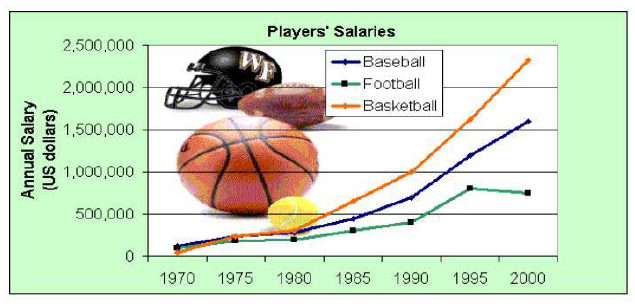 Players' Salaries
2,500,000
2,000,000
1,500,000
1,000,000
500,000
0
Annual Salary
(US dollars)
WF
Baseball
Football
Basketball
1970 1975 1980 1985 1990 1995 2000